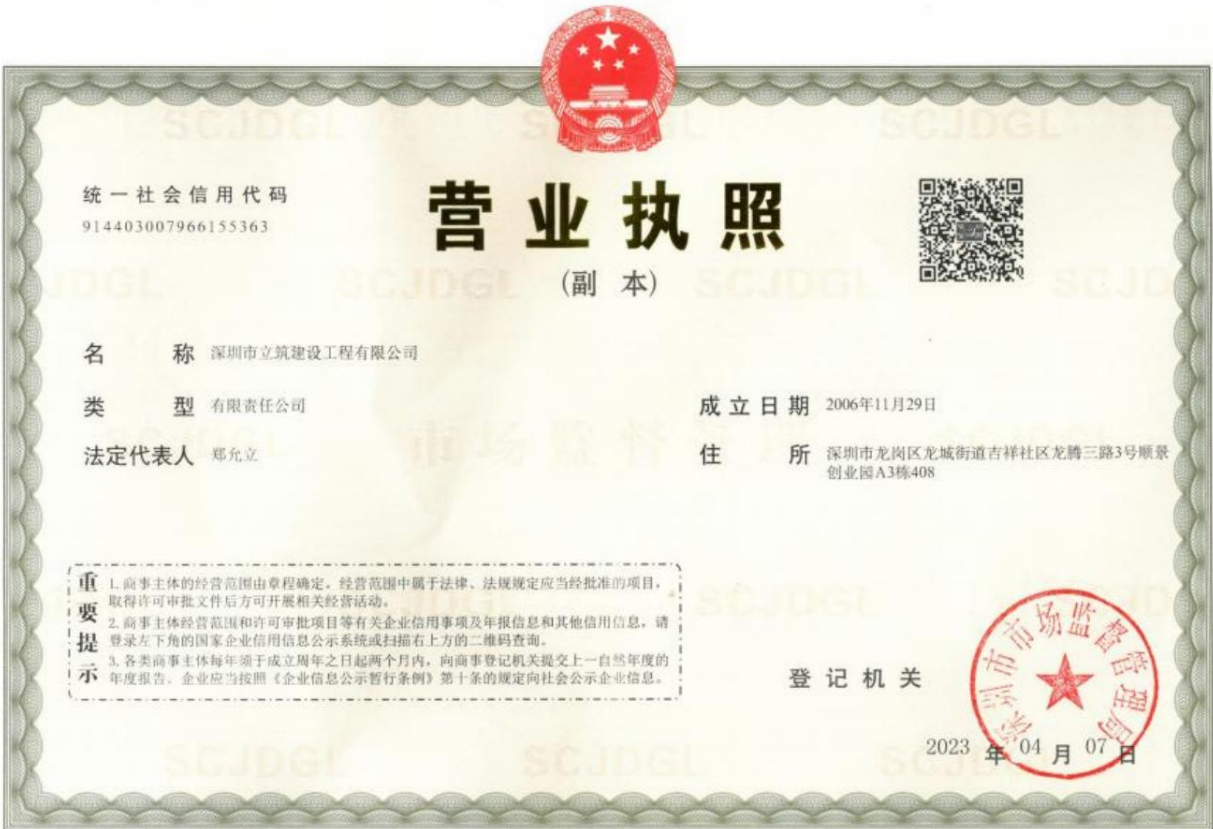 统一社会信用代码
914403007966155363
营业执照
(副 本)
名 称 深圳市立筑建设工程有限公司
类 型 有限责任公司
法定代表人 郑允立
成立日期 2006年11月29日
住 所 深圳市龙岗区龙城街道吉祥社区龙腾三路3号顺景
创业园A3栋408
重要提示
1.商事主体的经营范围由章程确定。经营范围中属于法律、法规规定应当经批准的项目，
取得许可审批文件后方可开展相关经营活动。
2.商事主体经营范围和许可审批项目等有关企业信用事项及年报信息和其他信用信息，请
登录左下角的国家企业信用信息公示系统或扫描右上方的二维码查询。
3.各类商事主体每年须于成立周年之日起两个月内，向商事登记机关提交上一自然年度的
年度报告。企业应当按照《企业信息公示暂行条例》第十条的规定向社会公示企业信息。
登记机关
深圳市市场监督管理局
2023 年 04 月 07 日
SCJDGL
市场监督管理